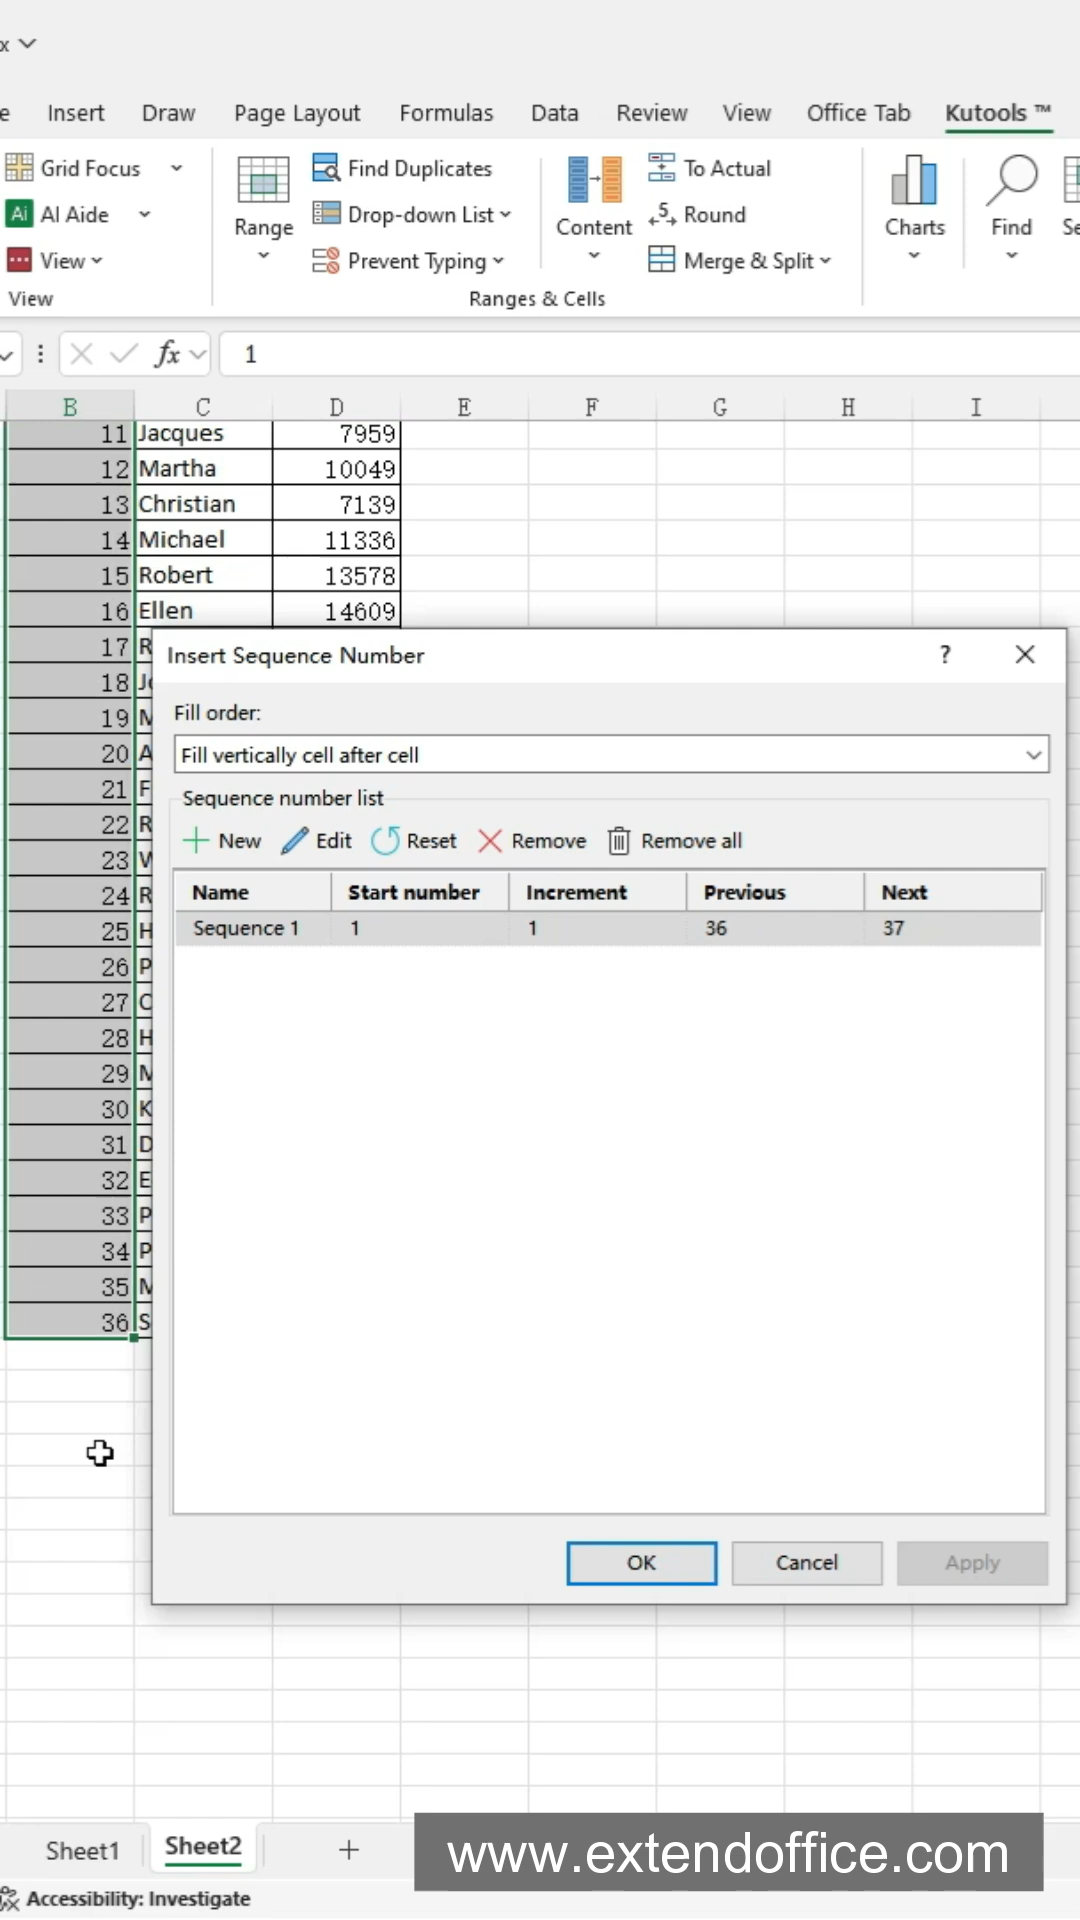 x
e Insert Draw Page Layout Formulas Data Review View Office Tab Kutools ™
Grid Focus
Ai AI Aide
View
View
Range
Find Duplicates
Drop-down List
Prevent Typing
Content
To Actual
5 Round
Merge & Split
Ranges & Cells
Charts
Find
Se
fx 1
B C D E F G H I
11 Jacques 7959
12 Martha 10049
13 Christian 7139
14 Michael 11336
15 Robert 13578
16 Ellen 14609
17 R
18 Jo
19 M
20 A
21 F
22 R
23 W
24 R
25 H
26 P
27 C
28 H
29 M
30 K
31 D
32 E
33 P
34 P
35 M
36 S
Insert Sequence Number ?
Fill order:
Fill vertically cell after cell
Sequence number list
New Edit Reset Remove Remove all
Name Start number Increment Previous Next
Sequence 1 1 1 36 37
OK Cancel Apply
Sheet1 Sheet2 +
www.extendoffice.com
Accessibility: Investigate